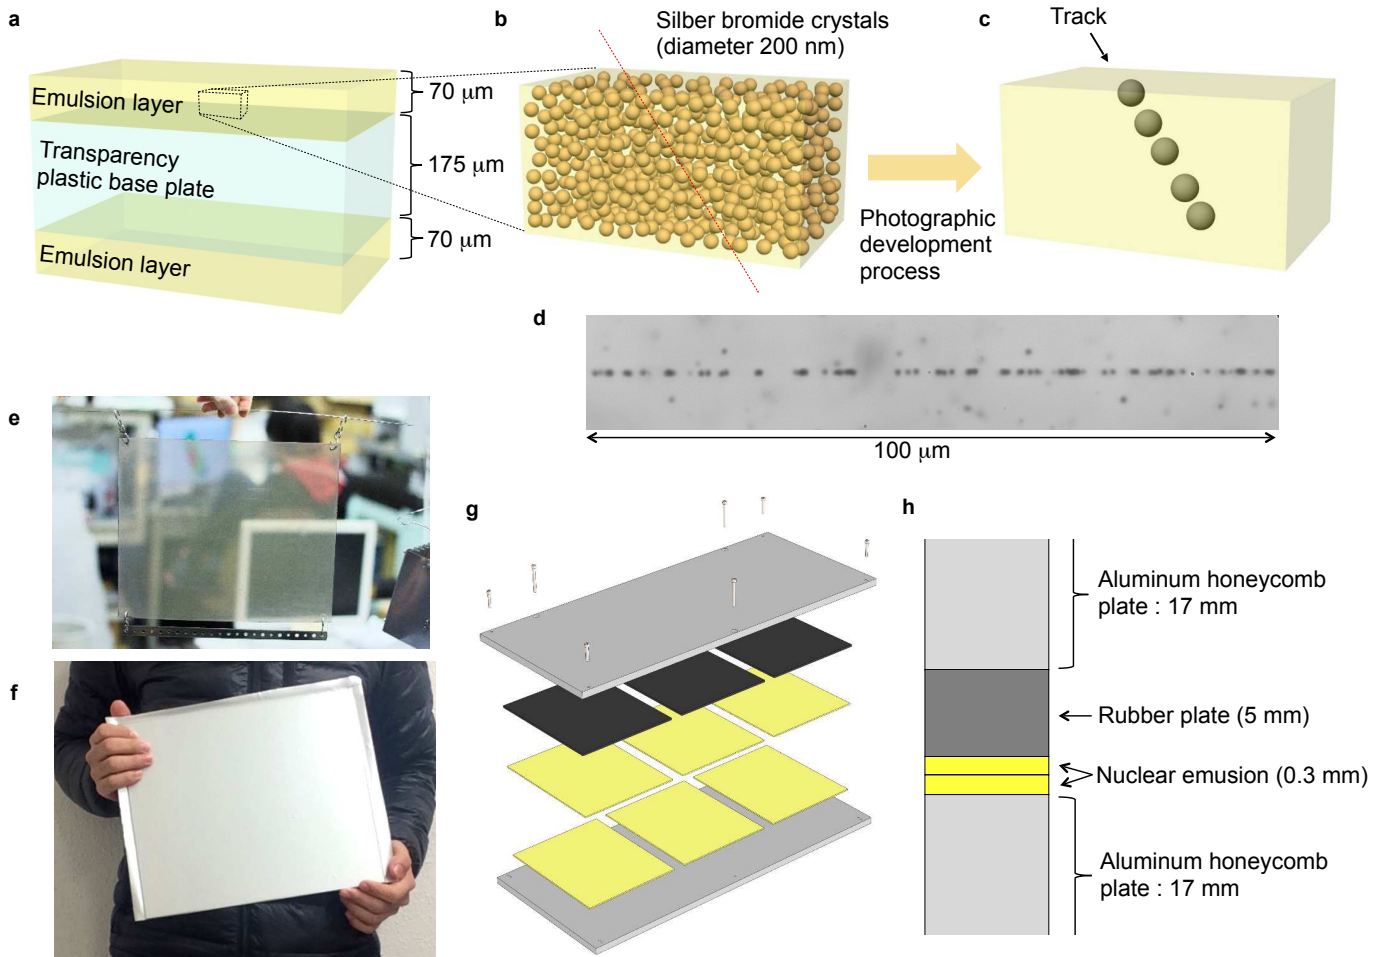 a
Emulsion layer
Transparency
plastic base plate
Emulsion layer
70 μm
175 μm
70 μm
b
Silber bromide crystals
(diameter 200 nm)
Photographic
development
process
c
Track
d
100 μm
e
f
g
h
Aluminum honeycomb
plate : 17 mm
Rubber plate (5 mm)
Nuclear emusion (0.3 mm)
Aluminum honeycomb
plate : 17 mm